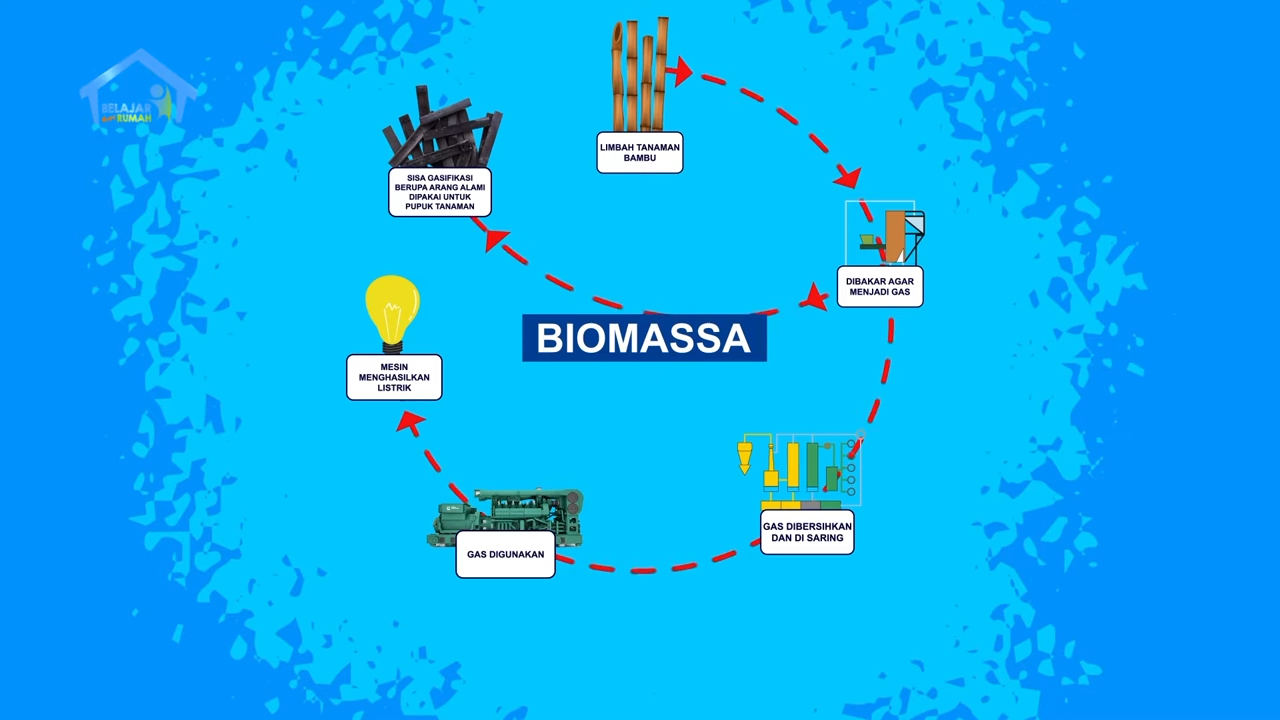 BELAJAR
dari RUMAH
LIMBAH TANAMAN
BAMBU
SISA GASIFIKASI
BERUPA ARANG ALAMI
DIPAKAI UNTUK
PUPUK TANAMAN
DIBAKAR AGAR
MENJADI GAS
BIOMASSA
MESIN
MENGHASILKAN
LISTRIK
GAS DIBERSIHKAN
DAN DI SARING
GAS DIGUNAKAN